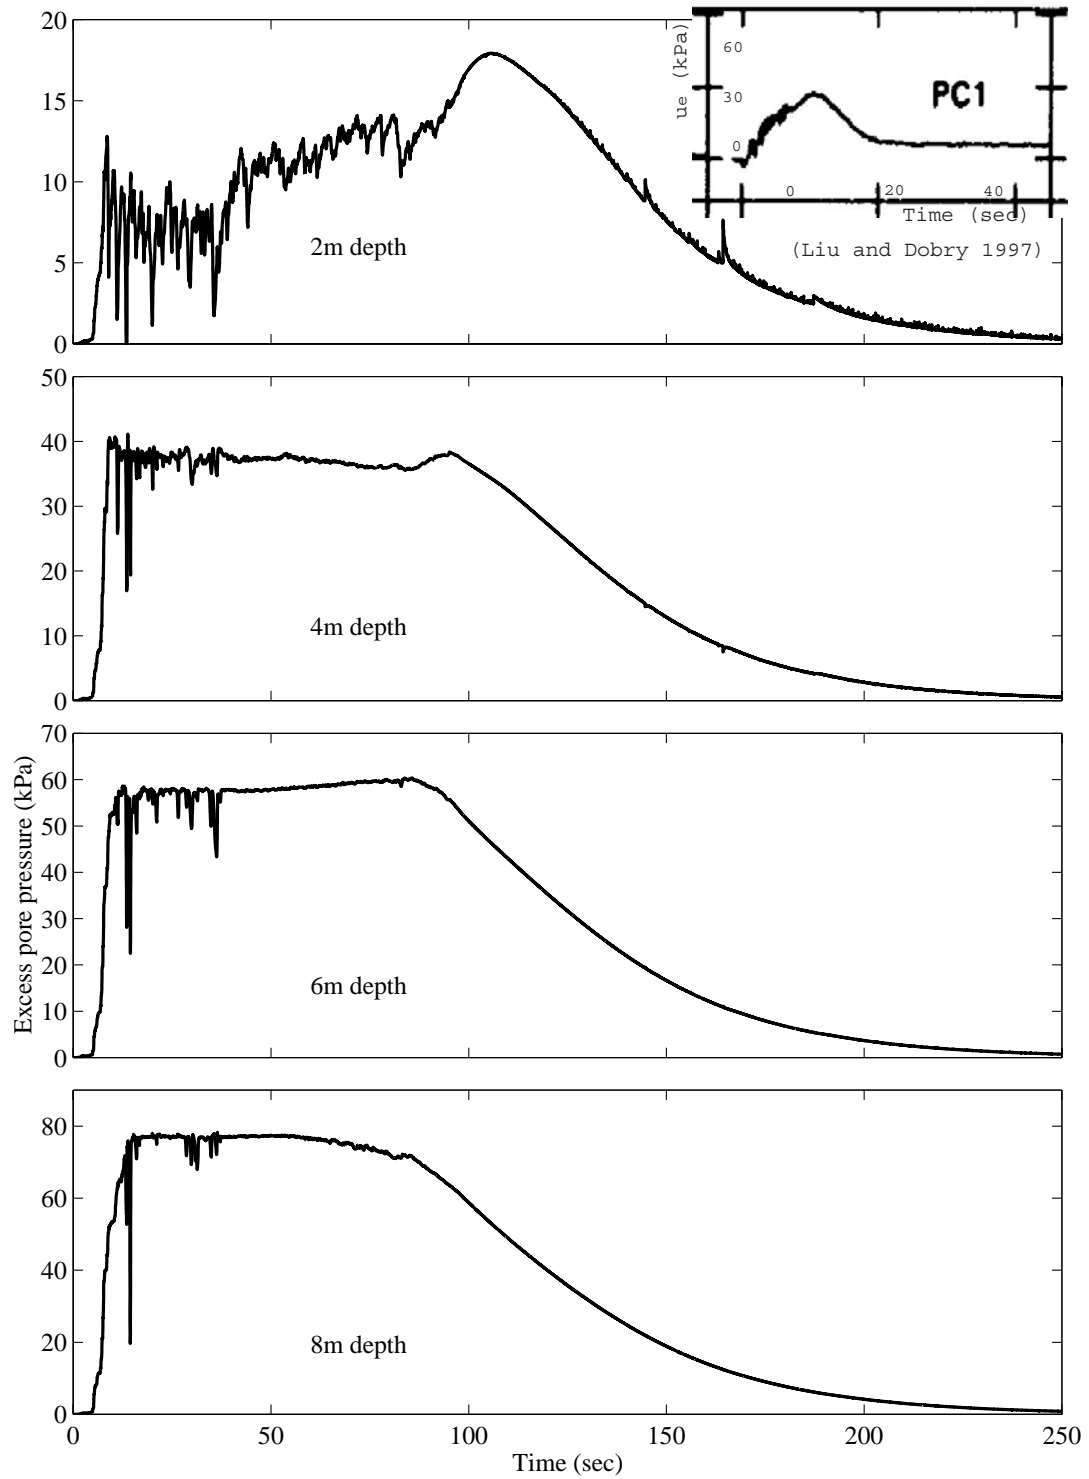 20
15
10
5
0
2m depth
ue (kPa)
60
30
0
PC1
0 20 40
Time (sec)
(Liu and Dobry 1997)
50
40
30
20
10
0
4m depth
70
60
50
40
30
20
10
0
6m depth
Excess pore pressure (kPa)
80
60
40
20
0
8m depth
0 50 100 150 200 250
Time (sec)